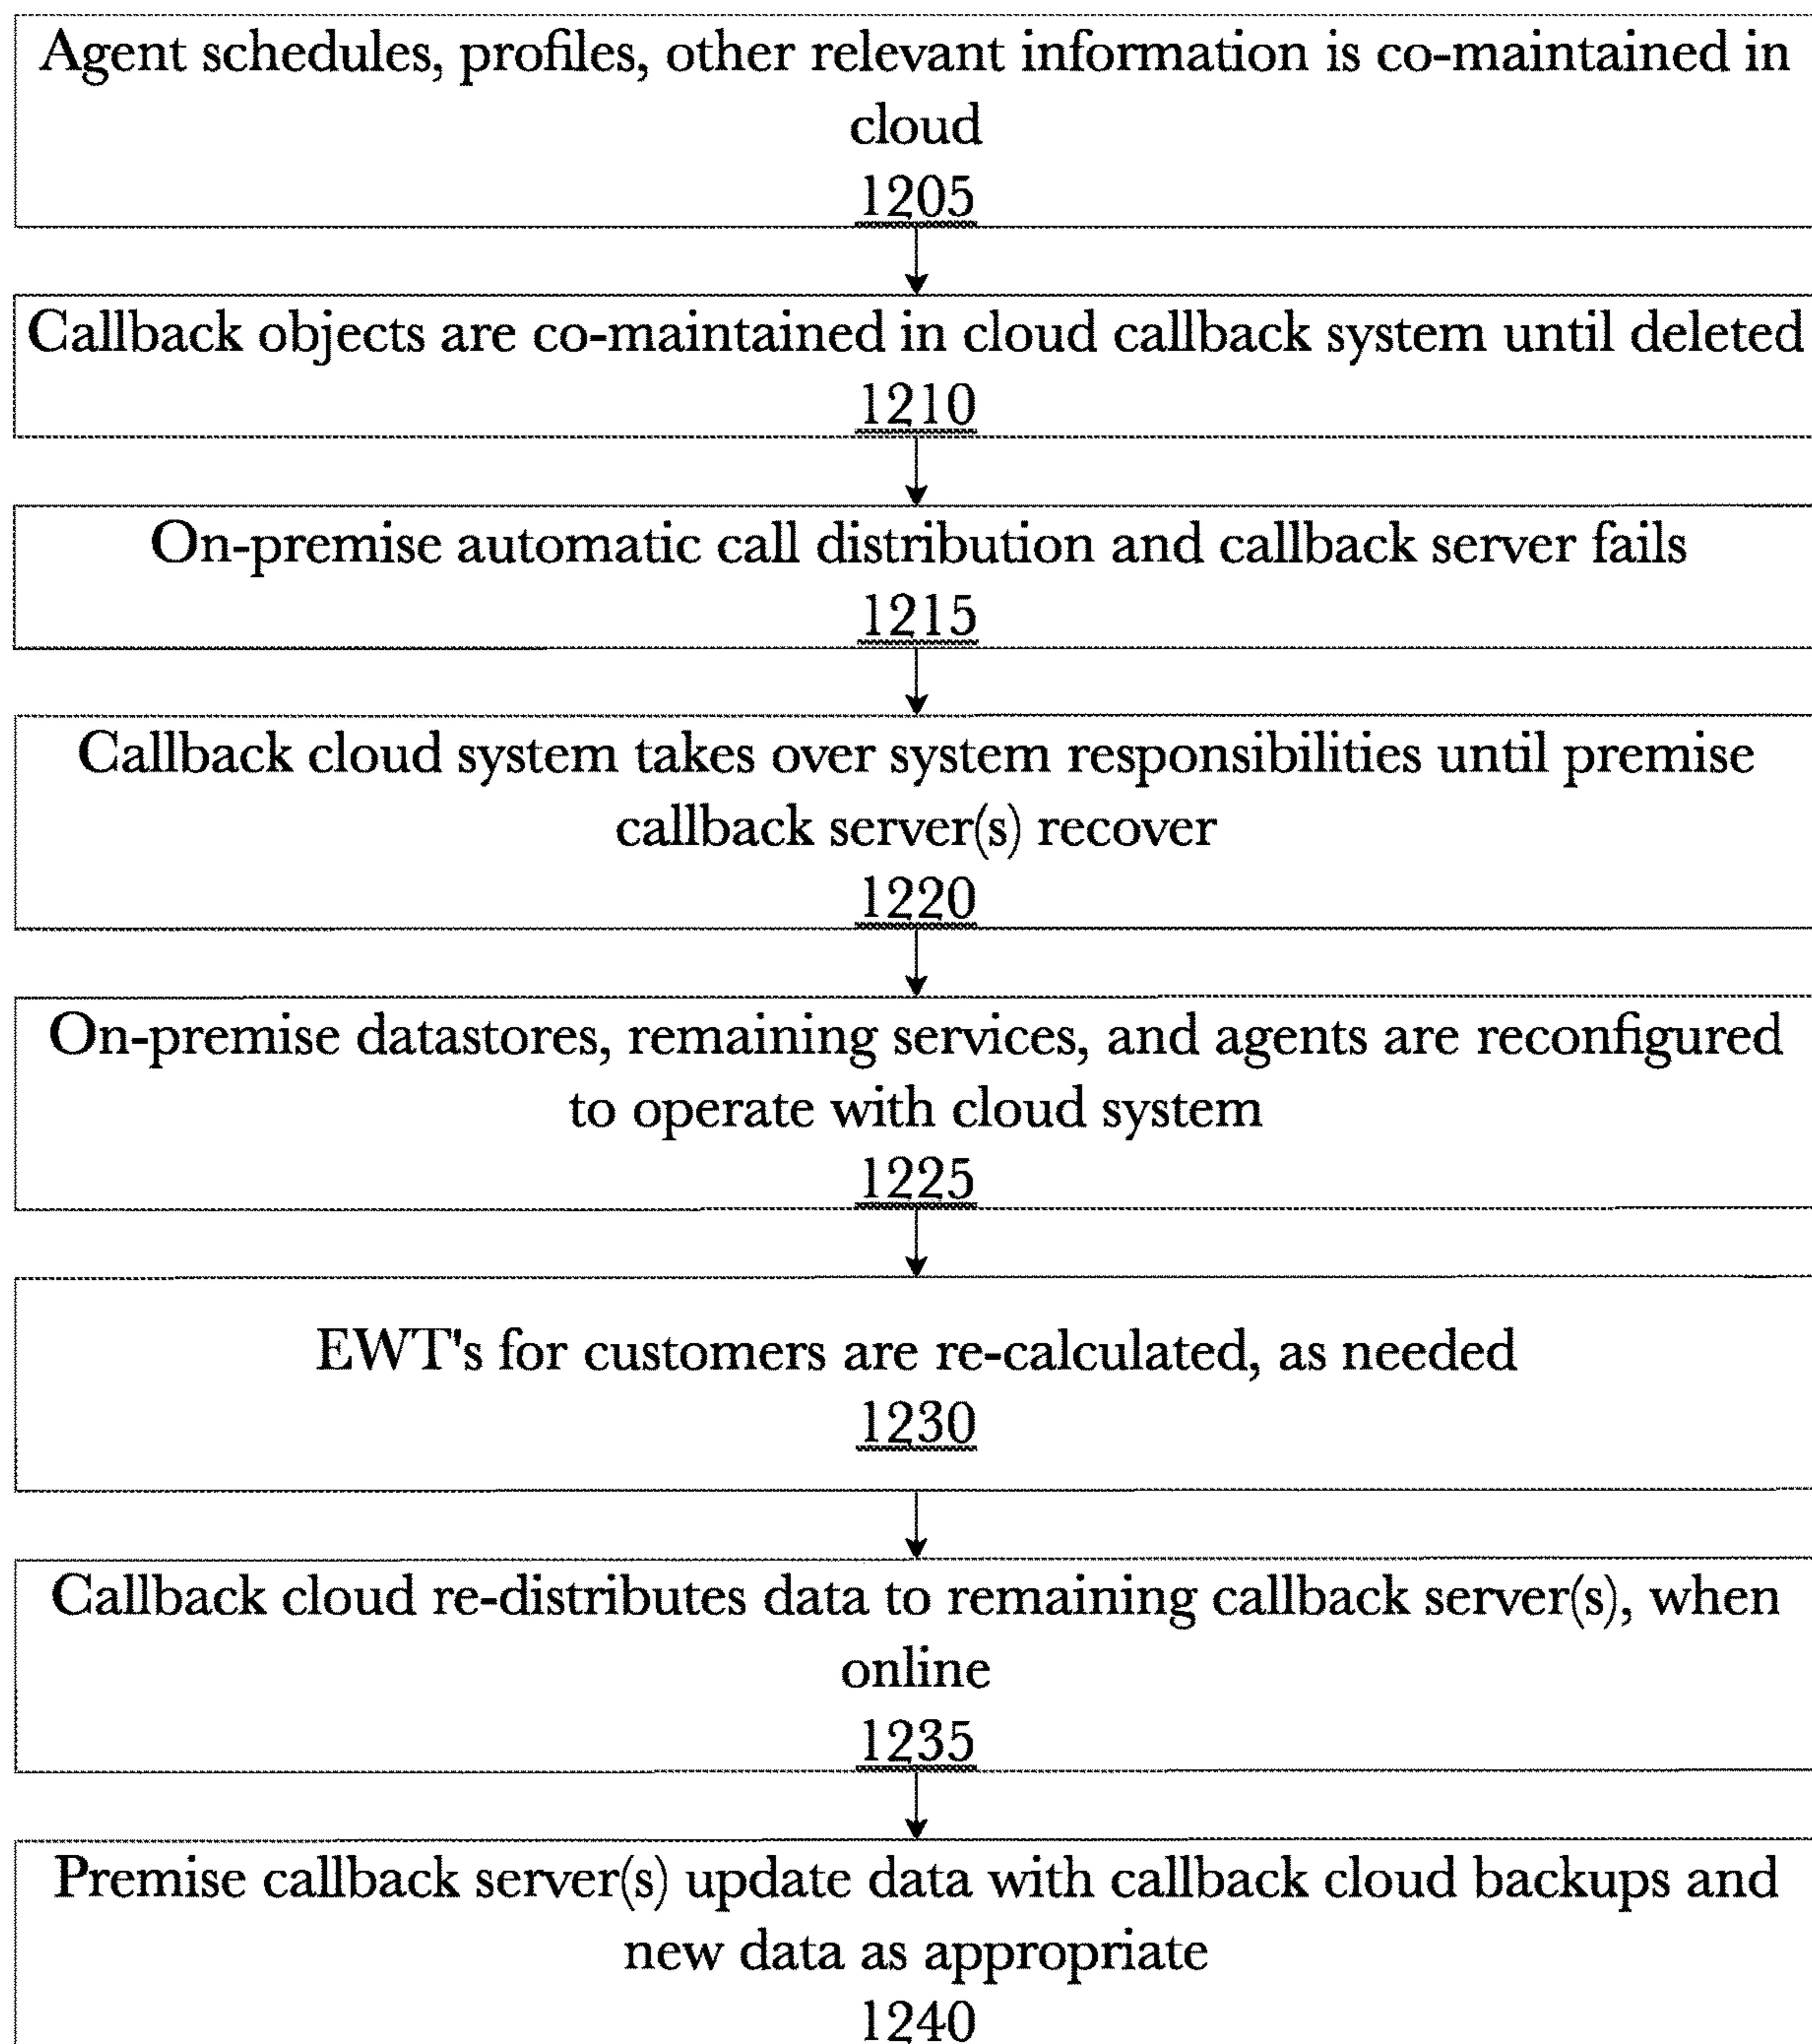 Agent schedules, profiles, other relevant information is co-maintained in
cloud
1205
Callback objects are co-maintained in cloud callback system until deleted
1210
On-premise automatic call distribution and callback server fails
1215
Callback cloud system takes over system responsibilities until premise
callback server(s) recover
1220
On-premise datastores, remaining services, and agents are reconfigured
to operate with cloud system
1225
EWT's for customers are re-calculated, as needed
1230
Callback cloud re-distributes data to remaining callback server(s), when
online
1235
Premise callback server(s) update data with callback cloud backups and
new data as appropriate
1240